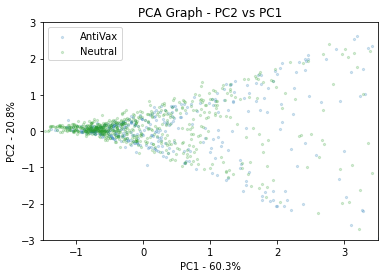 PCA Graph - PC2 vs PC1
AntiVax
Neutral
3
2
1
0
−1
−2
−3
PC2 - 20.8%
−1
0
1
2
3
PC1 - 60.3%